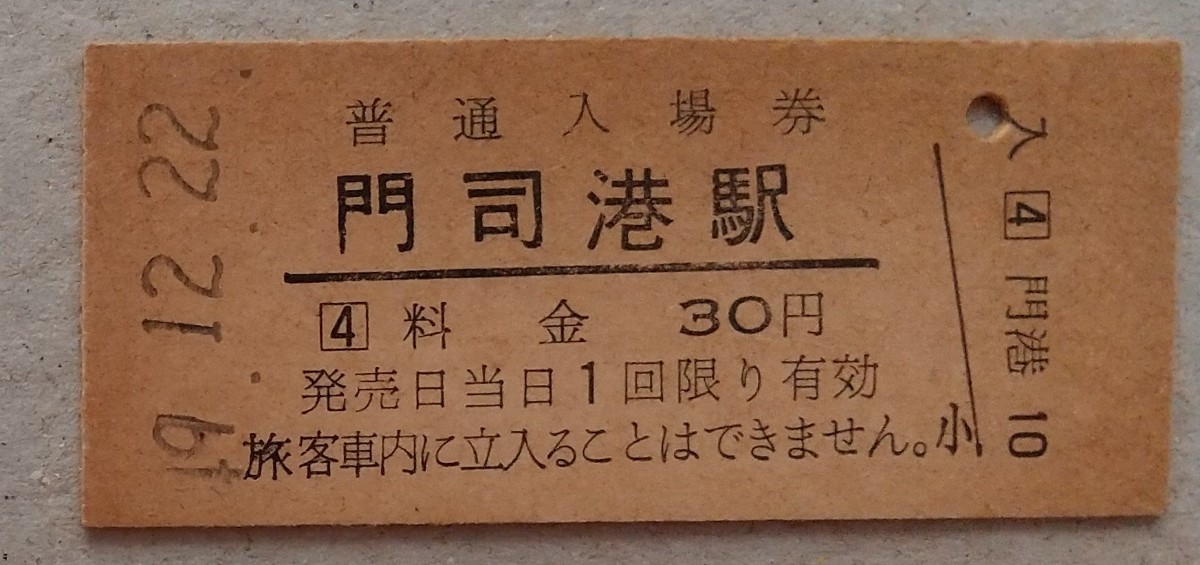 49.12.22
普通入場券
門司港駅
4 料金 30円
発売日当日1回限り有効
旅客車内に立入ることはできません。
小
入 4 門港 10